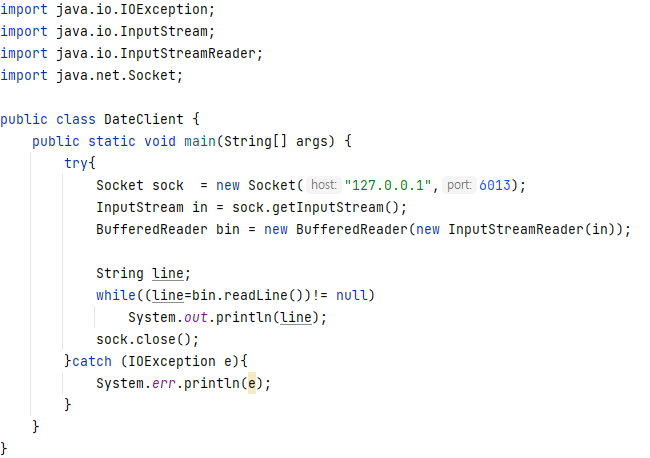 import java.io.IOException;
import java.io.InputStream;
import java.io.InputStreamReader;
import java.net.Socket;

public class DateClient {
    public static void main(String[] args) {
        try{
            Socket sock  = new Socket( host: "127.0.0.1", port: 6013);
            InputStream in = sock.getInputStream();
            BufferedReader bin = new BufferedReader(new InputStreamReader(in));

            String line;
            while((line=bin.readLine())!= null)
                System.out.println(line);
            sock.close();
        }catch (IOException e){
            System.err.println(e);
        }
    }
}